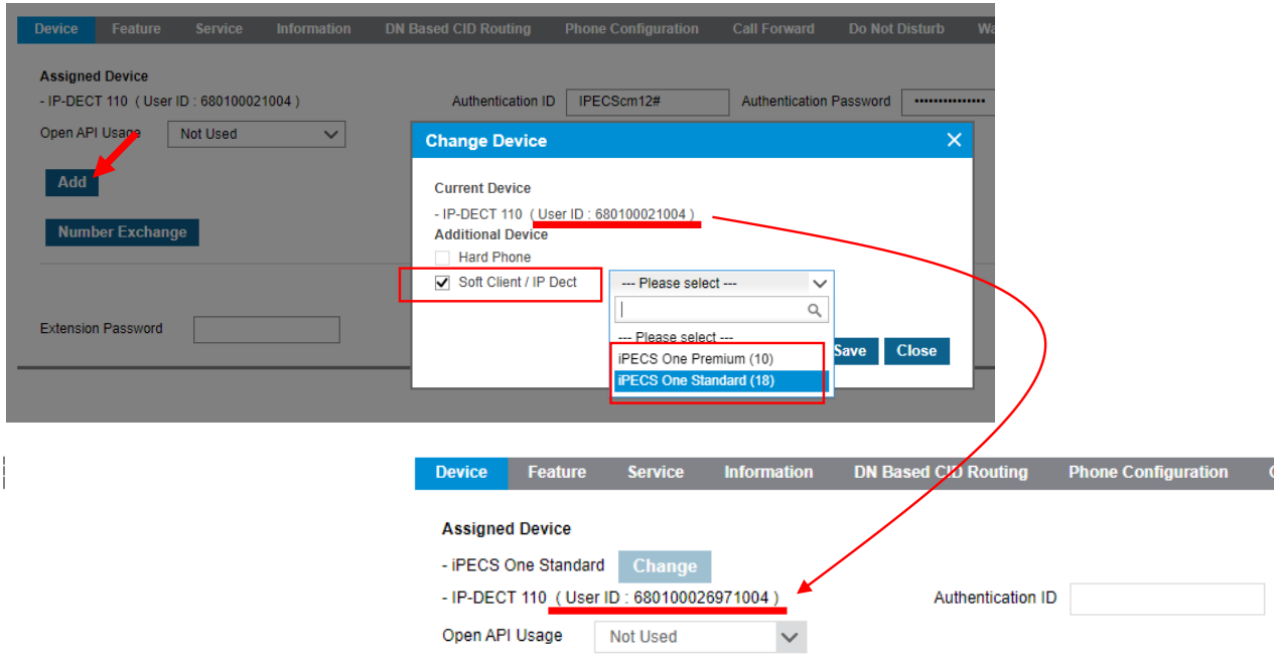 Device Feature Service Information DN Based CID Routing Phone Configuration Call Forward Do Not Disturb Wa
Assigned Device
- IP-DECT 110 ( User ID : 680100021004 ) Authentication ID IPECScm12# Authentication Password ••••••••••••••••
Open API Usage Not Used
Change Device
Add
Current Device
- IP-DECT 110 ( User ID : 680100021004 )
Number Exchange
Additional Device
Hard Phone
Soft Client / IP Dect --- Please select ---
Extension Password
--- Please select ---
iPECS One Premium (10)
Save Close
iPECS One Standard (18)
Device Feature Service Information DN Based CID Routing Phone Configuration
Assigned Device
- iPECS One Standard Change
- IP-DECT 110 ( User ID : 680100026971004 ) Authentication ID
Open API Usage Not Used